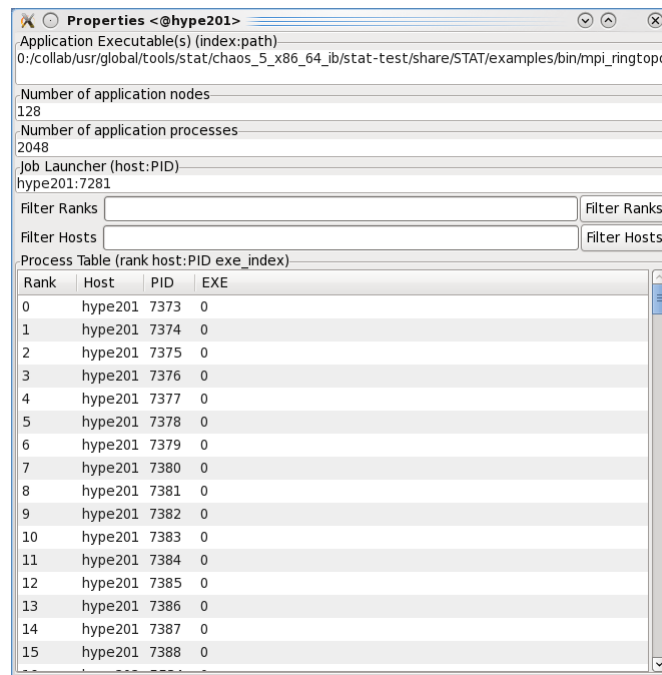 Properties <@hype201>
Application Executable(s) (index:path)
0:/collab/usr/global/tools/stat/chaos_5_x86_64_ib/stat-test/share/STAT/examples/bin/mpi_ringtop
Number of application nodes
128
Number of application processes
2048
Job Launcher (host:PID)
hype201:7281
Filter Ranks Filter Ranks
Filter Hosts Filter Hosts
Process Table (rank host:PID exe_index)
Rank Host PID EXE
0 hype201 7373 0
1 hype201 7374 0
2 hype201 7375 0
3 hype201 7376 0
4 hype201 7377 0
5 hype201 7378 0
6 hype201 7379 0
7 hype201 7380 0
8 hype201 7381 0
9 hype201 7382 0
10 hype201 7383 0
11 hype201 7384 0
12 hype201 7385 0
13 hype201 7386 0
14 hype201 7387 0
15 hype201 7388 0